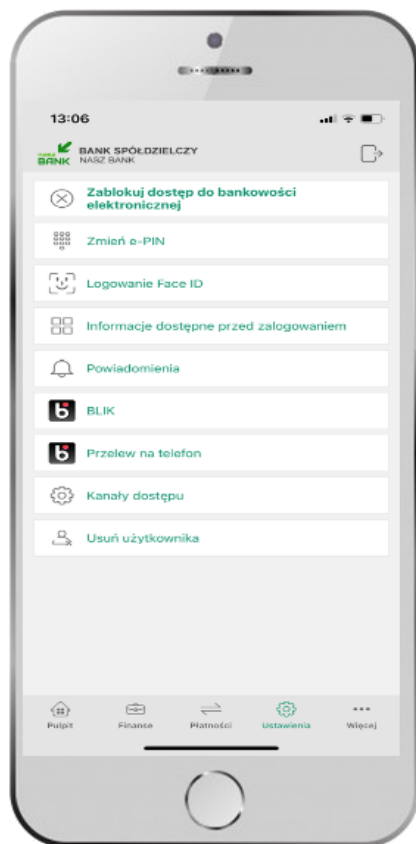 13:06
BANK SPÓŁDZIELCZY
BANK NASZ BANK
Zablokuj dostęp do bankowości
elektronicznej
Zmień e-PIN
Logowanie Face ID
Informacje dostępne przed zalogowaniem
Powiadomienia
BLIK
Przelew na telefon
Kanały dostępu
Usuń użytkownika
Pulpit Finanse Płatności Ustawienia Więcej